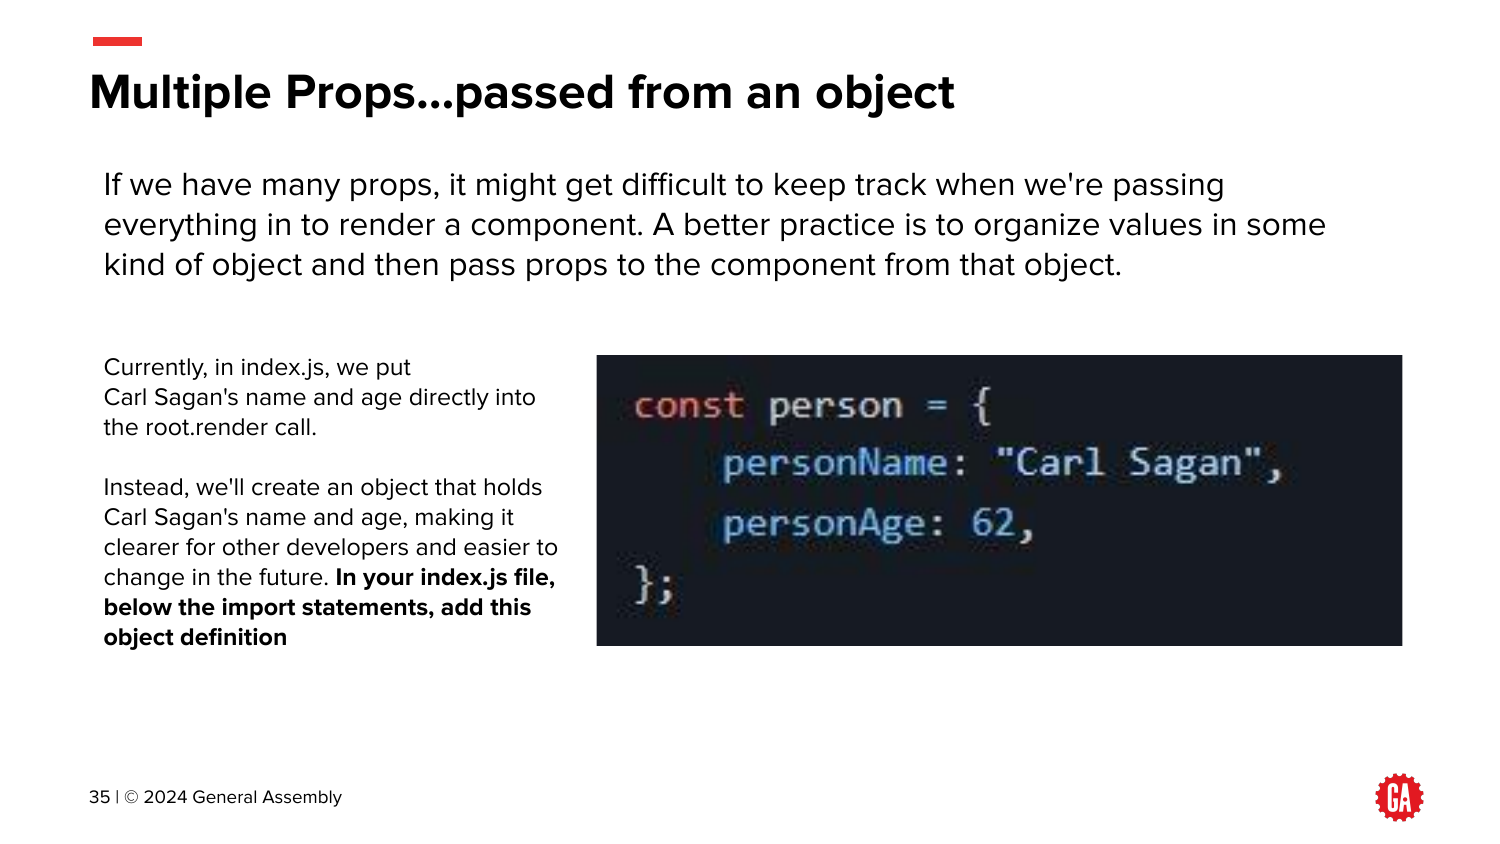 Multiple Props...passed from an object
If we have many props, it might get difficult to keep track when we're passing
everything in to render a component. A better practice is to organize values in some
kind of object and then pass props to the component from that object.
Currently, in index.js, we put
Carl Sagan's name and age directly into
the root.render call.
Instead, we'll create an object that holds
Carl Sagan's name and age, making it
clearer for other developers and easier to
change in the future. In your index.js file,
below the import statements, add this
object definition
const person = {
personName: "Carl Sagan",
personAge: 62,
};
35 | © 2024 General Assembly
GA